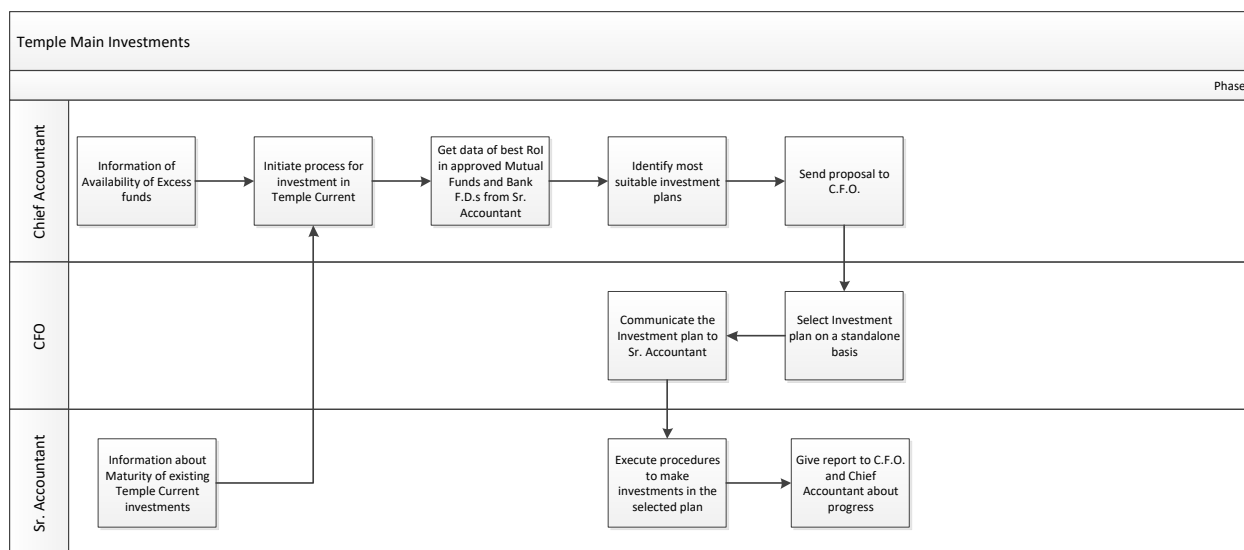 Temple Main Investments
Phase
Chief Accountant
Information of
Availability of Excess
funds
Initiate process for
investment in
Temple Current
Get data of best RoI
in approved Mutual
Funds and Bank
F.D.s from Sr.
Accountant
Identify most
suitable investment
plans
Send proposal to
C.F.O.
CFO
Communicate the
Investment plan to
Sr. Accountant
Select Investment
plan on a standalone
basis
Sr. Accountant
Information about
Maturity of existing
Temple Current
investments
Execute procedures
to make
investments in the
selected plan
Give report to C.F.O.
and Chief
Accountant about
progress